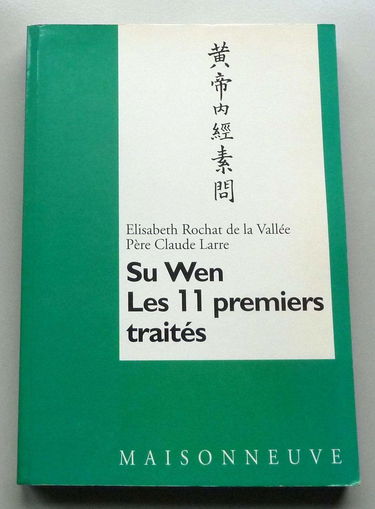 黃帝內經素問
Elisabeth Rochat de la Vallée
Père Claude Larre
Su Wen
Les 11 premiers
traités
MAISONNEUVE